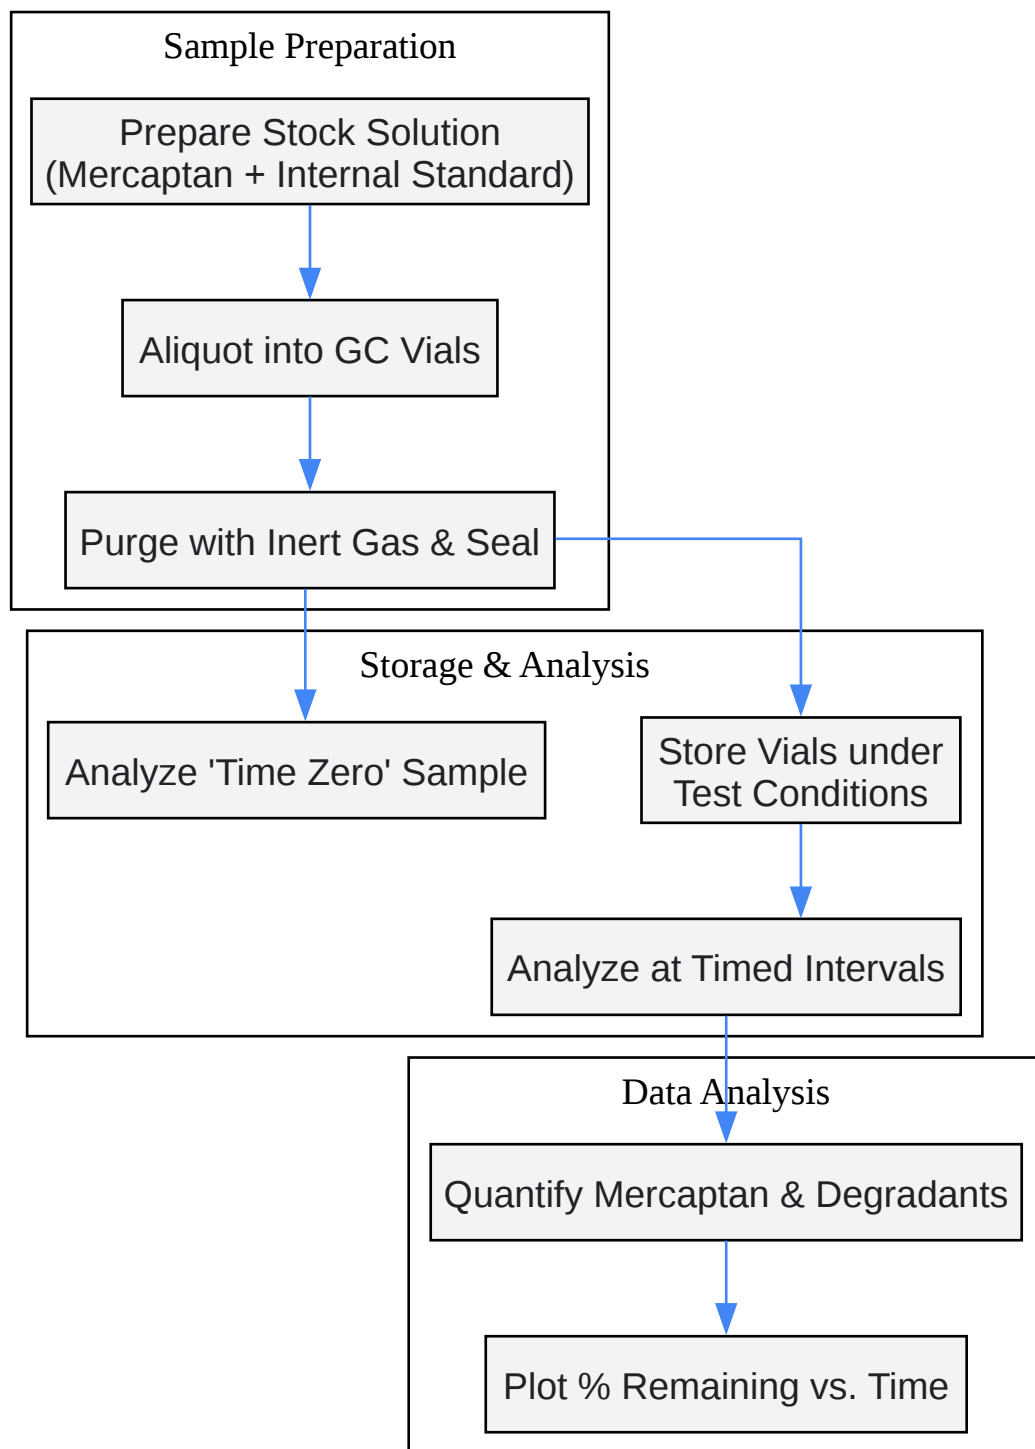 Sample Preparation
Prepare Stock Solution
(Mercaptan + Internal Standard)
Aliquot into GC Vials
Purge with Inert Gas & Seal
Storage & Analysis
Analyze 'Time Zero' Sample
Store Vials under
Test Conditions
Analyze at Timed Intervals
Data Analysis
Quantify Mercaptan & Degradants
Plot % Remaining vs. Time